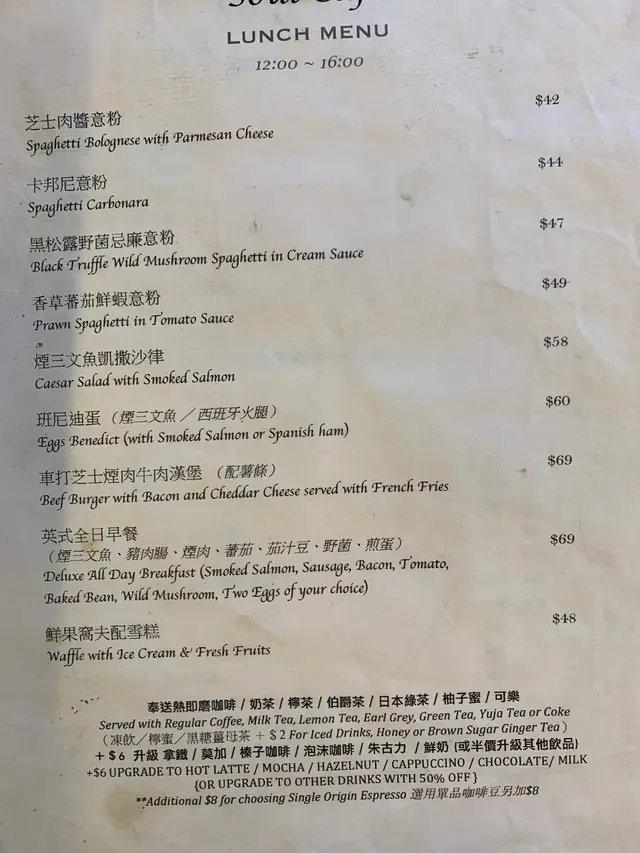 LUNCH MENU
12:00 ~ 16:00
芝士肉醬意粉 $42
Spaghetti Bolognese with Parmesan Cheese
卡邦尼意粉 $44
Spaghetti Carbonara
黑松露野菌忌廉意粉 $47
Black Truffle Wild Mushroom Spaghetti in Cream Sauce
香草蕃茄鮮蝦意粉 $49
Prawn Spaghetti in Tomato Sauce
煙三文魚凱撒沙律 $58
Caesar Salad with Smoked Salmon
班尼迪蛋 （煙三文魚／西班牙火腿） $60
Eggs Benedict (with Smoked Salmon or Spanish ham)
車打芝士煙肉牛肉漢堡 （配薯條） $69
Beef Burger with Bacon and Cheddar Cheese served with French Fries
英式全日早餐 $69
（煙三文魚、豬肉腸、煙肉、蕃茄、茄汁豆、野菌、煎蛋）
Deluxe All Day Breakfast (Smoked Salmon, Sausage, Bacon, Tomato,
Baked Bean, Wild Mushroom, Two Eggs of your choice)
鮮果窩夫配雪糕 $48
Waffle with Ice Cream & Fresh Fruits
奉送熱即磨咖啡 / 奶茶 / 檸茶 / 伯爵茶 / 日本綠茶 / 柚子蜜 / 可樂
Served with Regular Coffee, Milk Tea, Lemon Tea, Earl Grey, Green Tea, Yuja Tea or Coke
（凍飲／檸蜜／黑糖薑母茶 + $2 For Iced Drinks, Honey or Brown Sugar Ginger Tea）
+ $6 升級 拿鐵 / 莫加 / 榛子咖啡 / 泡沫咖啡 / 朱古力 / 鮮奶 {或半價升級其他飲品}
+$6 UPGRADE TO HOT LATTE / MOCHA / HAZELNUT / CAPPUCCINO / CHOCOLATE/ MILK
{OR UPGRADE TO OTHER DRINKS WITH 50% OFF }
**Additional $8 for choosing Single Origin Espresso 選用單品咖啡豆另加$8